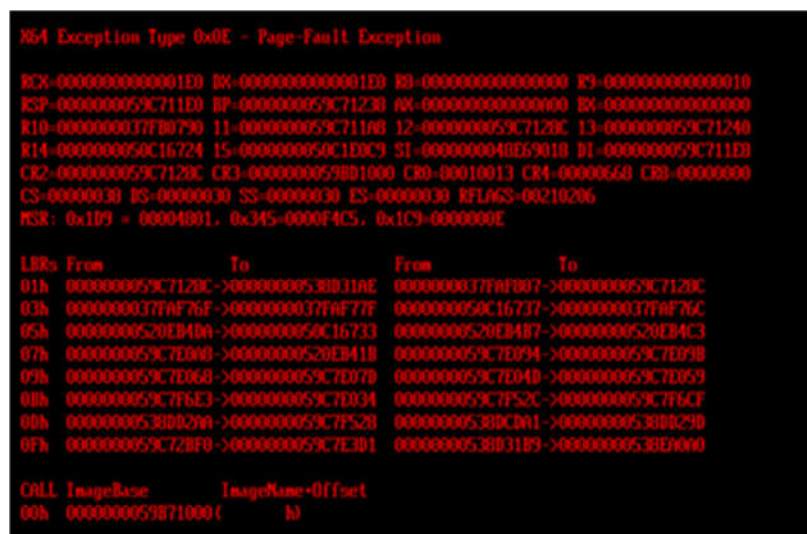 X64 Exception Type 0x0E - Page-Fault Exception
RCX=00000000000001E0 DX=00000000000001E0 R8=0000000000000000 R9=0000000000000010
RSP=0000000059C711E0 BP=0000000059C71238 AX=0000000000000A00 BX=0000000000000000
R10=0000000037FB0790 11=0000000059C711A8 12=0000000059C7128C 13=0000000059C71240
R14=0000000050C16724 15=0000000050C1E0C9 SI=0000000048E69018 DI=0000000059C711E8
CR2=0000000059C7128C CR3=0000000059BD1000 CR0=80010013 CR4=00000668 CR8=00000000
CS=00000038 DS=00000030 SS=00000030 ES=00000030 RFLAGS=00210206
MSR: 0x1D9 = 00004801, 0x345=0000F4C5, 0x1C9=0000000E
LBRs From To From To
01h 0000000059C7128C->00000000538D31AE 0000000037FAF807->0000000059C7128C
03h 0000000037FAF76F->0000000037FAF77F 0000000050C16737->0000000037FAF76C
05h 00000000520EB4DA->0000000050C16733 00000000520EB4B7->00000000520EB4C3
07h 0000000059C7E0A8->00000000520EB41B 0000000059C7E094->0000000059C7E09B
09h 0000000059C7E068->0000000059C7E07D 0000000059C7E04D->0000000059C7E059
0Bh 0000000059C7F6E3->0000000059C7E034 0000000059C7F52C->0000000059C7F6CF
0Dh 00000000538DD2AA->0000000059C7F528 00000000538DCDA1->00000000538DD29D
0Fh 0000000059C72BF0->0000000059C7E3D1 00000000538D31B9->00000000538EA0A0
CALL ImageBase ImageName+Offset
00h 0000000059B71000( h)